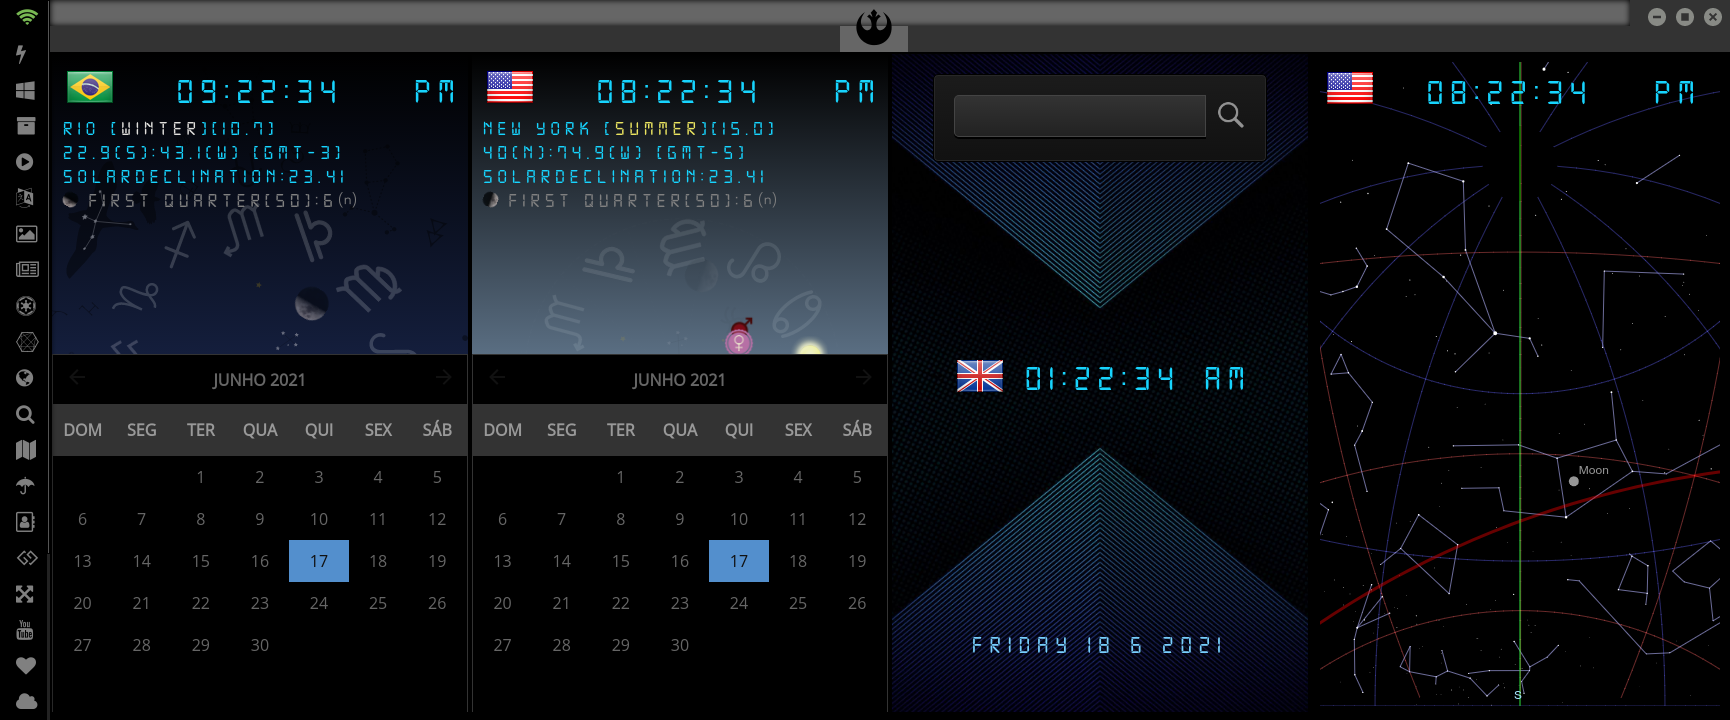 09:22:34 PM
RIO (WINTER)(10.7)
22.9(S):43.1(W) (GMT-3)
SOLARDECLINATION:23.41
FIRST QUARTER(SO):6(n)
JUNHO 2021
DOM SEG TER QUA QUI SEX SÁB
1 2 3 4 5
6 7 8 9 10 11 12
13 14 15 16 17 18 19
20 21 22 23 24 25 26
27 28 29 30
08:22:34 PM
NEW YORK (SUMMER)(15.0)
40(N):74.9(W) (GMT-5)
SOLARDECLINATION:23.41
FIRST QUARTER(SO):6(n)
JUNHO 2021
DOM SEG TER QUA QUI SEX SÁB
1 2 3 4 5
6 7 8 9 10 11 12
13 14 15 16 17 18 19
20 21 22 23 24 25 26
27 28 29 30
01:22:34 AM
FRIDAY 18 6 2021
08:22:34 PM
Moon
S
You
Tube